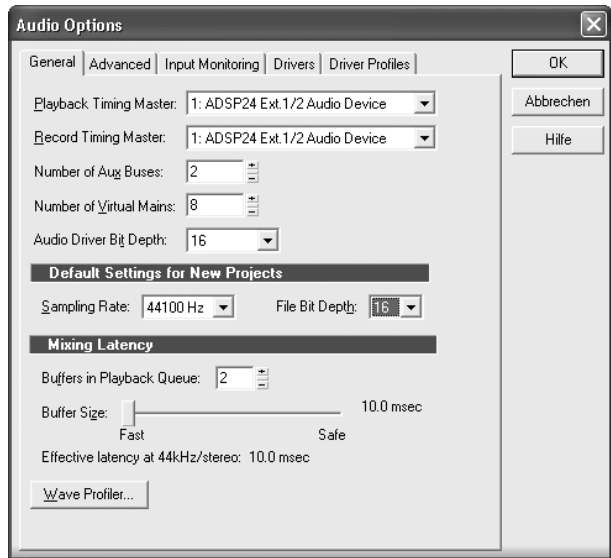 Audio Options
General Advanced Input Monitoring Drivers Driver Profiles
OK
Abbrechen
Hilfe
Playback Timing Master: 1: ADSP24 Ext.1/2 Audio Device
Record Timing Master: 1: ADSP24 Ext.1/2 Audio Device
Number of Aux Buses: 2
Number of Virtual Mains: 8
Audio Driver Bit Depth: 16
Default Settings for New Projects
Sampling Rate: 44100 Hz File Bit Depth: 16
Mixing Latency
Buffers in Playback Queue: 2
Buffer Size: 10.0 msec
Fast Safe
Effective latency at 44kHz/stereo: 10.0 msec
Wave Profiler...